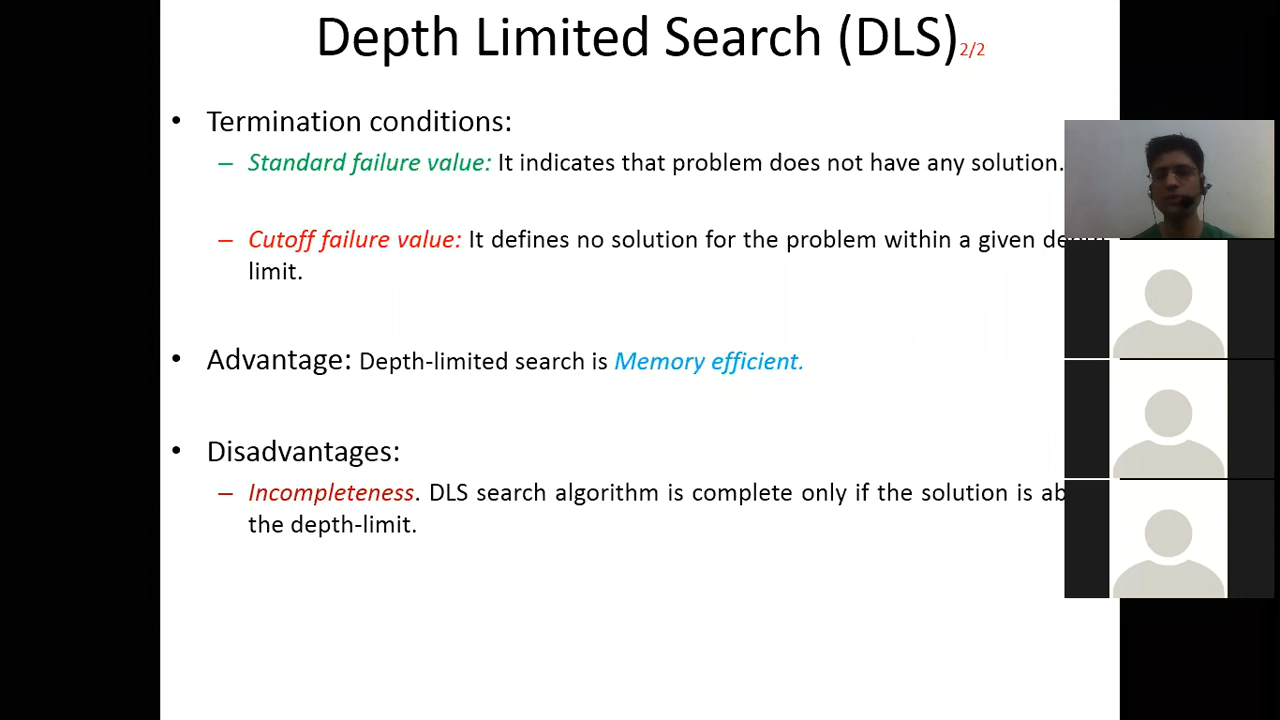 Depth Limited Search (DLS)2/2
• Termination conditions:
– Standard failure value: It indicates that problem does not have any solution.
– Cutoff failure value: It defines no solution for the problem within a given
limit.
• Advantage: Depth-limited search is Memory efficient.
• Disadvantages:
– Incompleteness. DLS search algorithm is complete only if the solution is
the depth-limit.